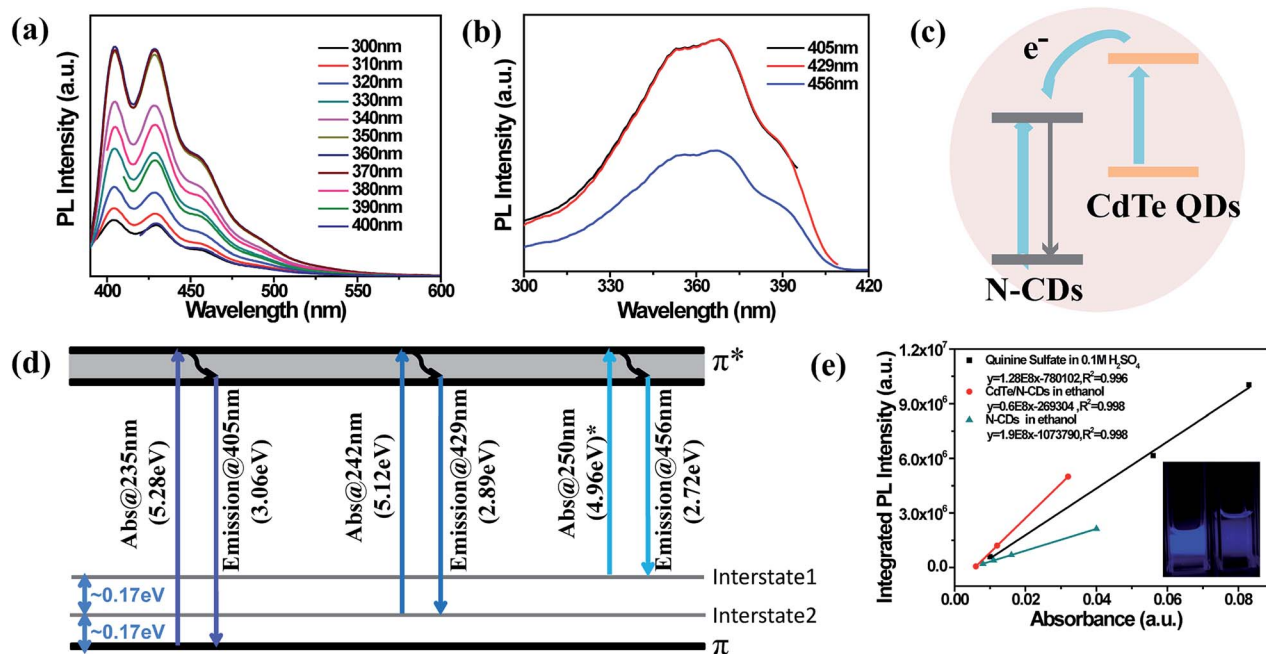 (a)
PL Intensity (a.u.)
300nm
310nm
320nm
330nm
340nm
350nm
360nm
370nm
380nm
390nm
400nm
400
450
500
550
600
Wavelength (nm)
(b)
PL Intensity (a.u.)
405nm
429nm
456nm
300
330
360
390
420
Wavelength (nm)
(c)
e⁻
CdTe QDs
N-CDs
(d)
π*
Abs@235nm
(5.28eV)
Emission@405nm
(3.06eV)
Abs@242nm
(5.12eV)
Emission@429nm
(2.89eV)
Abs@250nm
(4.96eV)*
Emission@456nm
(2.72eV)
Interstate1
~0.17eV
Interstate2
~0.17eV
π
(e)
Integrated PL Intensity (a.u.)
1.2x10⁷
9.0x10⁶
6.0x10⁶
3.0x10⁶
0.0
Quinine Sulfate in 0.1M H₂SO₄
y=1.28E8x-780102,R²=0.996
CdTe/N-CDs in ethanol
y=0.6E8x-269304 ,R²=0.998
N-CDs in ethanol
y=1.9E8x-1073790,R²=0.998
0.00
0.02
0.04
0.06
0.08
Absorbance (a.u.)